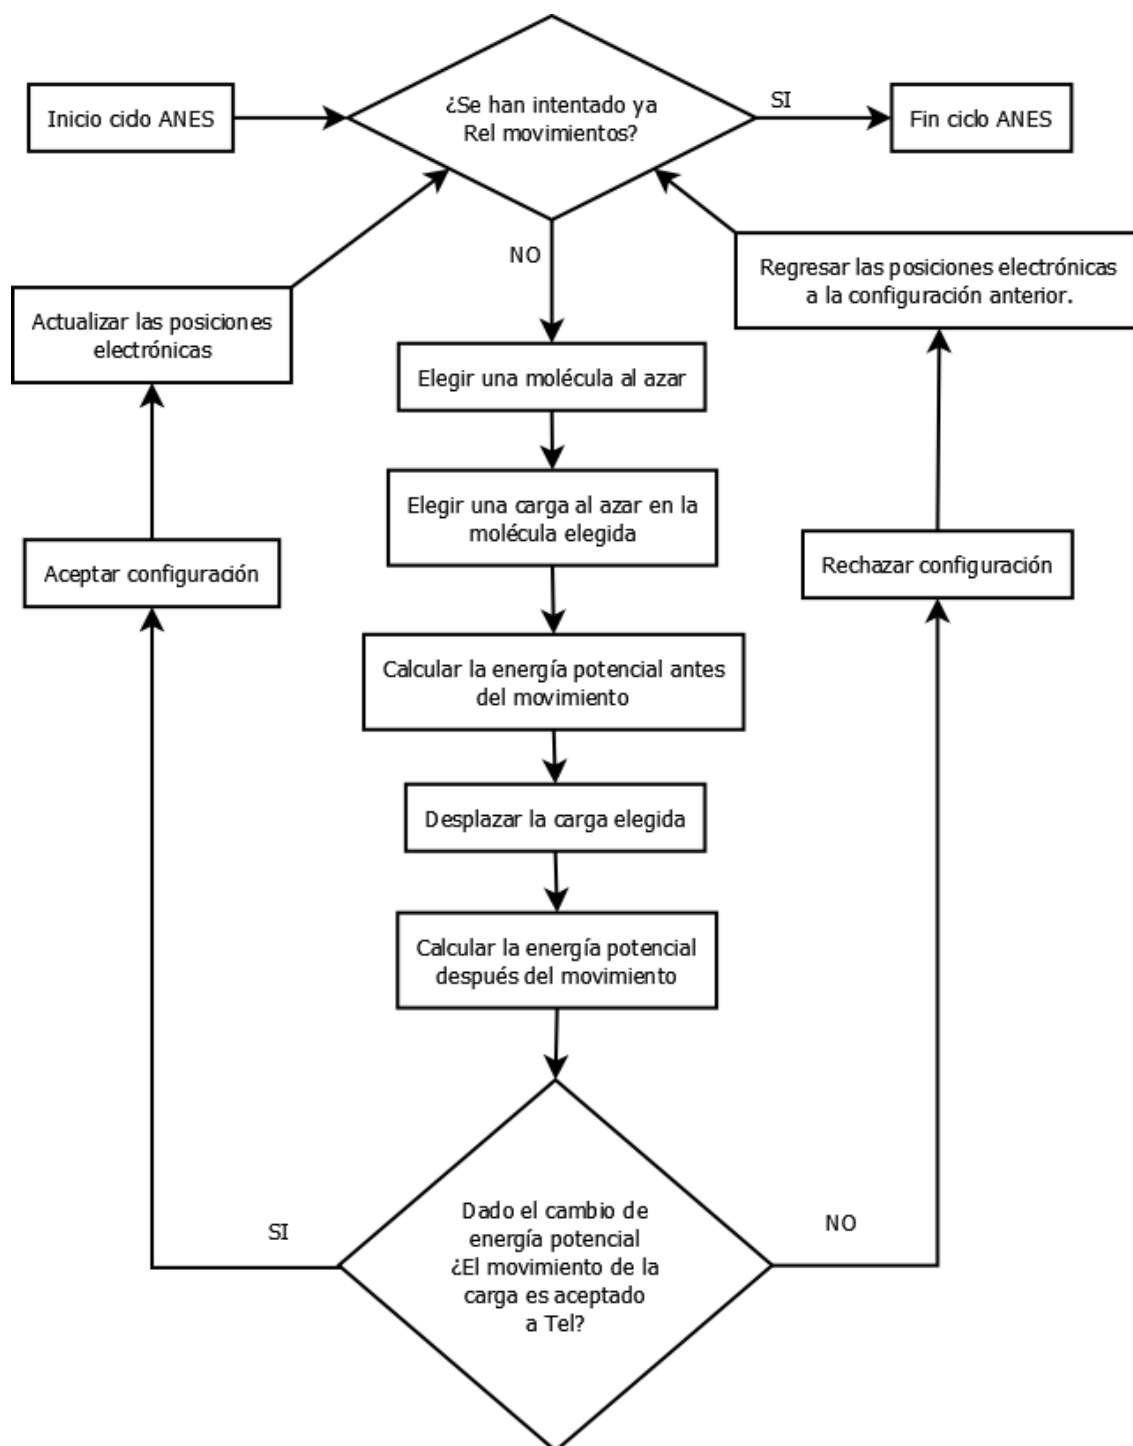 Inicio cido ANES
¿Se han intentado ya
Rel movimientos?
SI
Fin ciclo ANES
NO
Regresar las posiciones electrónicas
a la configuración anterior.
Actualizar las posiciones
electrónicas
Elegir una molécula al azar
Elegir una carga al azar en la
molécula elegida
Aceptar configuración
Rechazar configuración
Calcular la energía potencial antes
del movimiento
Desplazar la carga elegida
Calcular la energía potencial
después del movimiento
SI
Dado el cambio de
energía potencial
¿El movimiento de la
carga es aceptado
a Tel?
NO